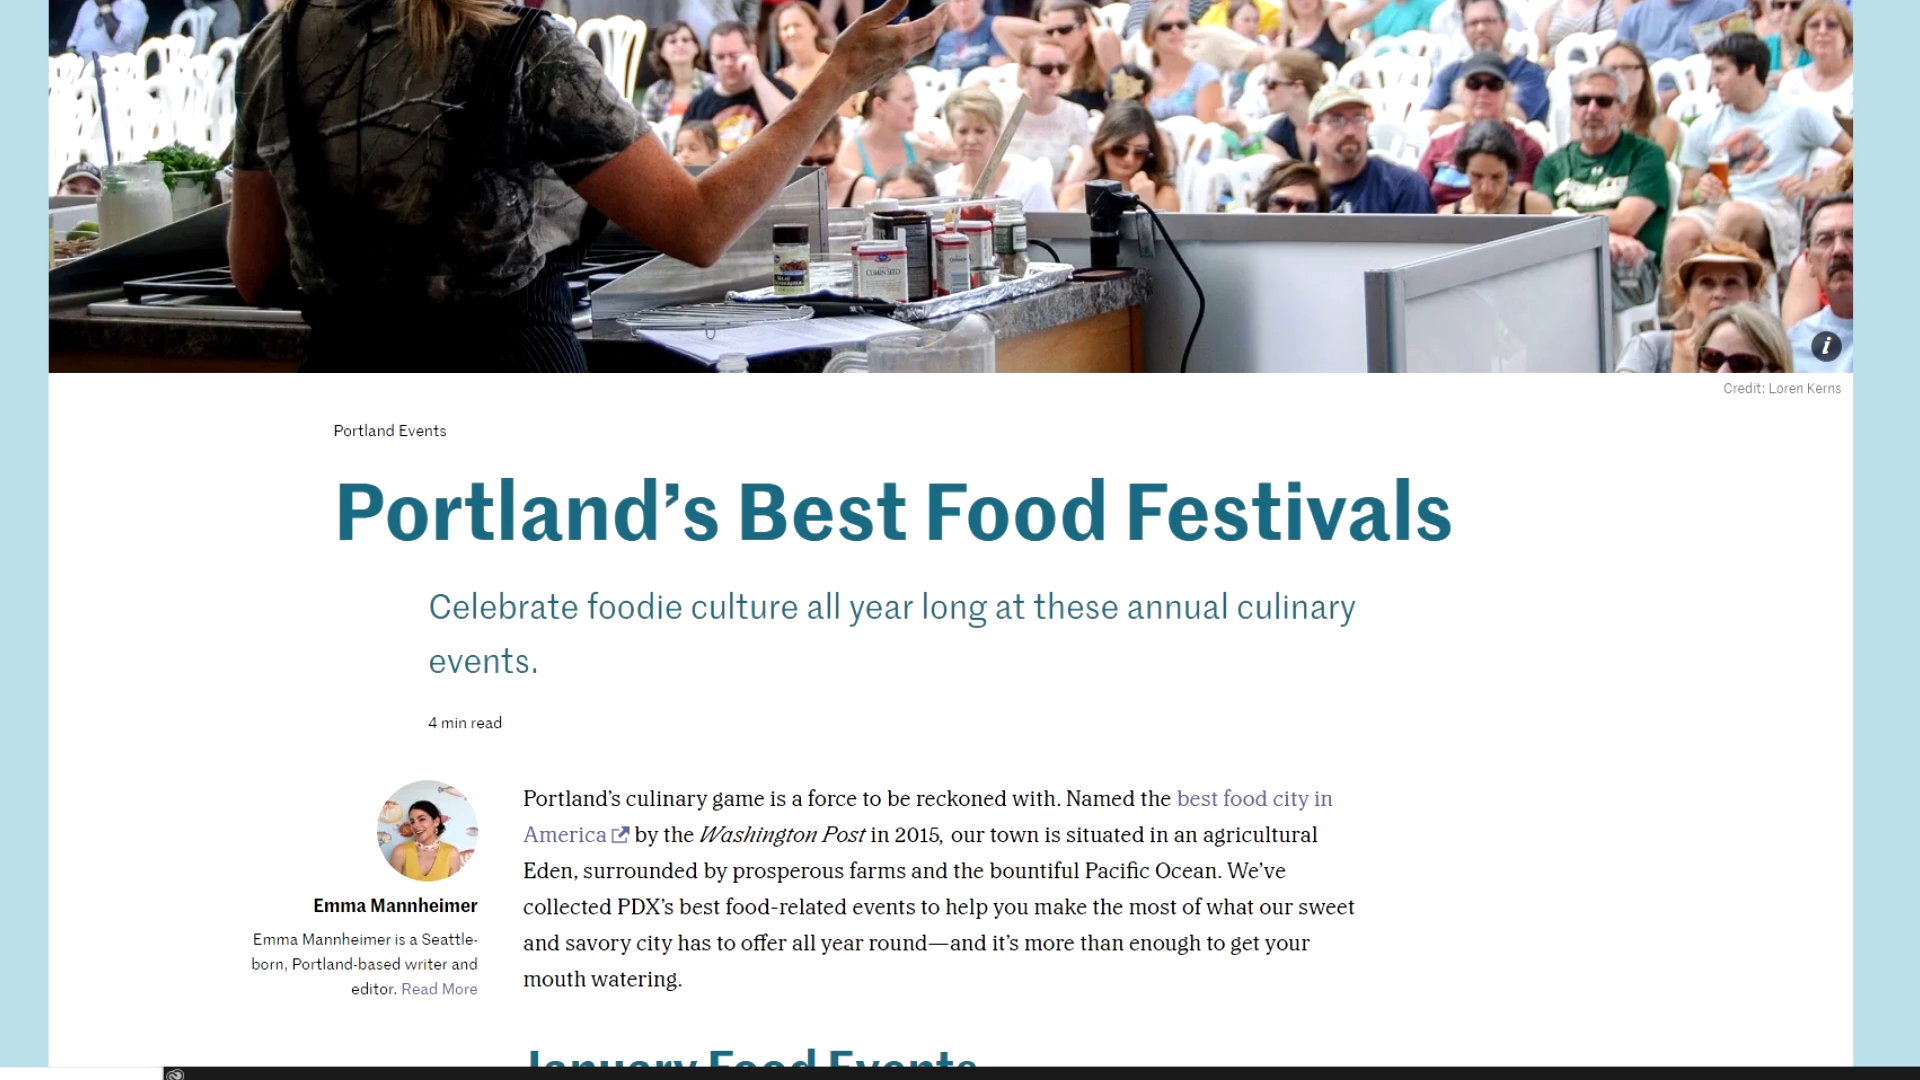 CUMIN SEED
i
Credit: Loren Kerns
Portland Events
Portland’s Best Food Festivals
Celebrate foodie culture all year long at these annual culinary
events.
4 min read
Portland’s culinary game is a force to be reckoned with. Named the best food city in
America by the Washington Post in 2015, our town is situated in an agricultural
Eden, surrounded by prosperous farms and the bountiful Pacific Ocean. We’ve
collected PDX’s best food-related events to help you make the most of what our sweet
and savory city has to offer all year round—and it’s more than enough to get your
mouth watering.
Emma Mannheimer
Emma Mannheimer is a Seattle-
born, Portland-based writer and
editor. Read More
January Food Events